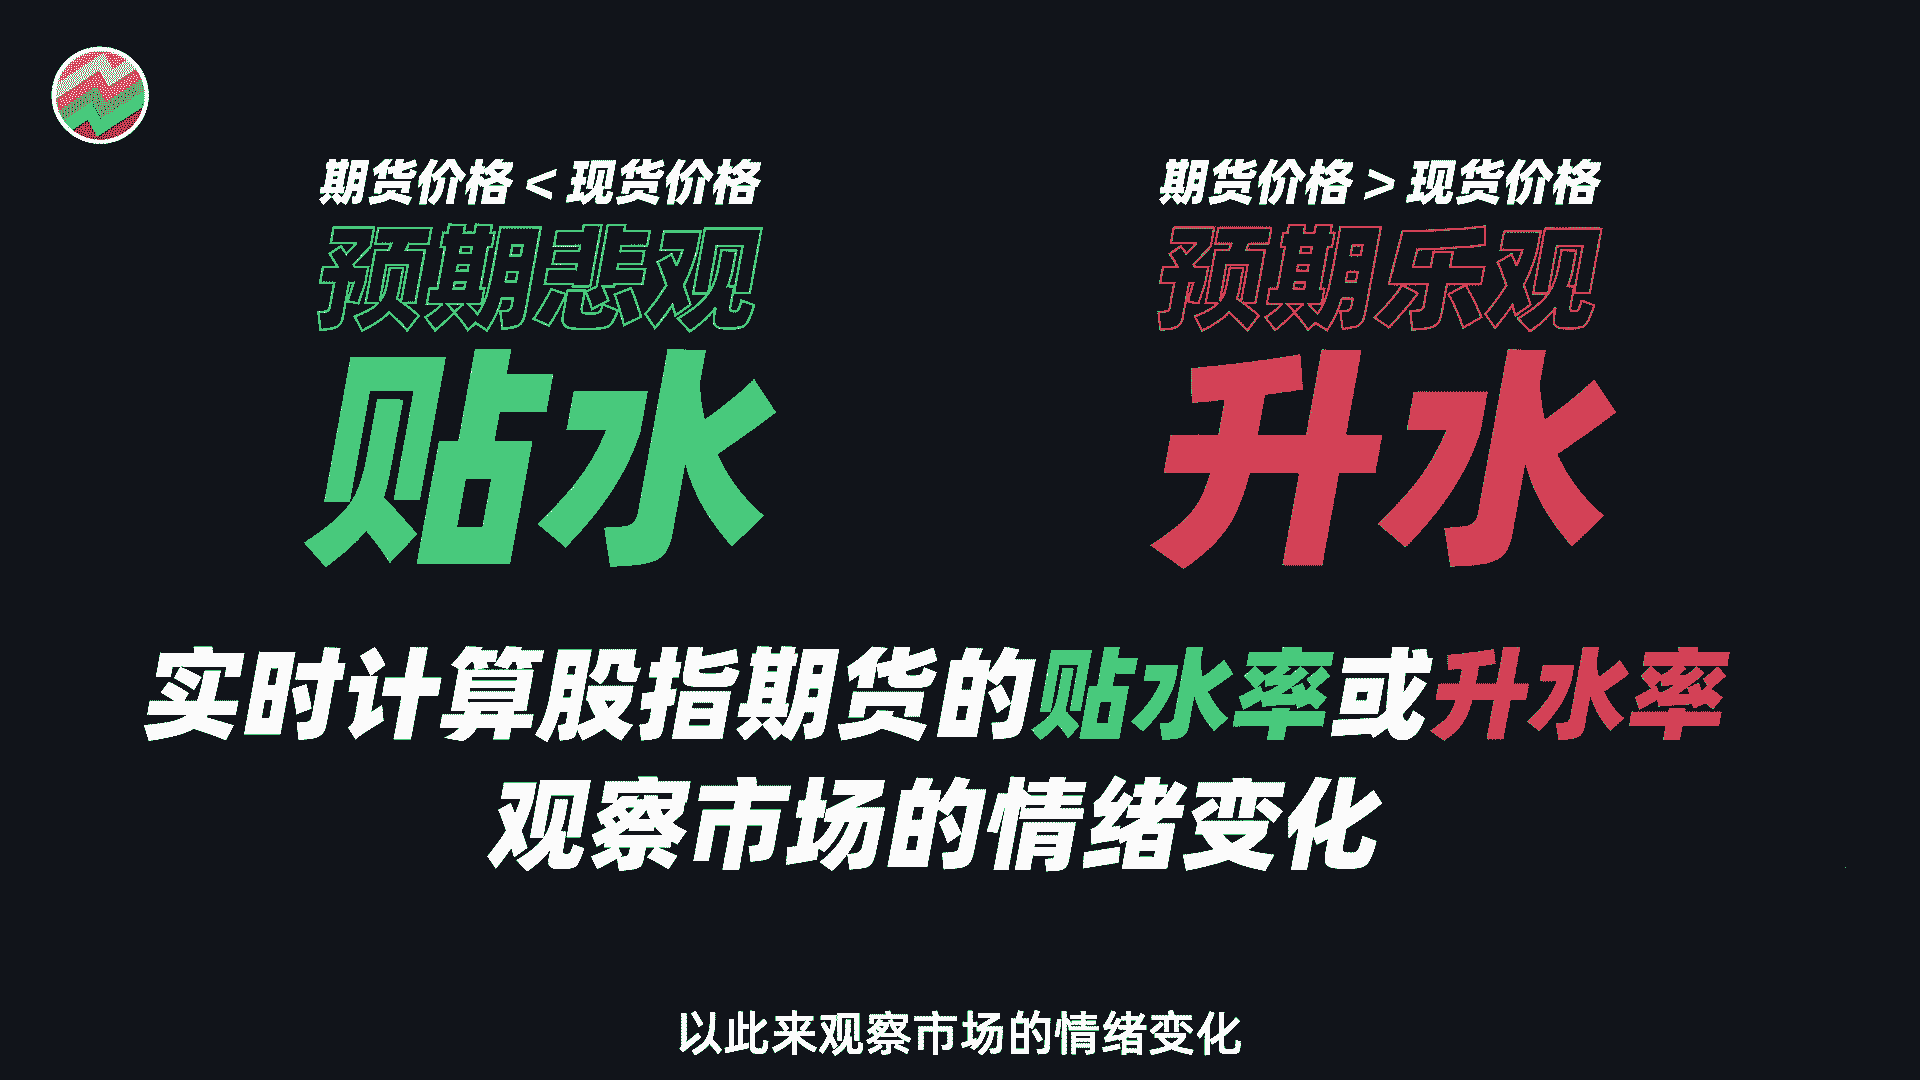 期货价格 < 现货价格
预期悲观
贴水
期货价格 > 现货价格
预期乐观
升水
实时计算股指期货的贴水率或升水率
观察市场的情绪变化
以此来观察市场的情绪变化